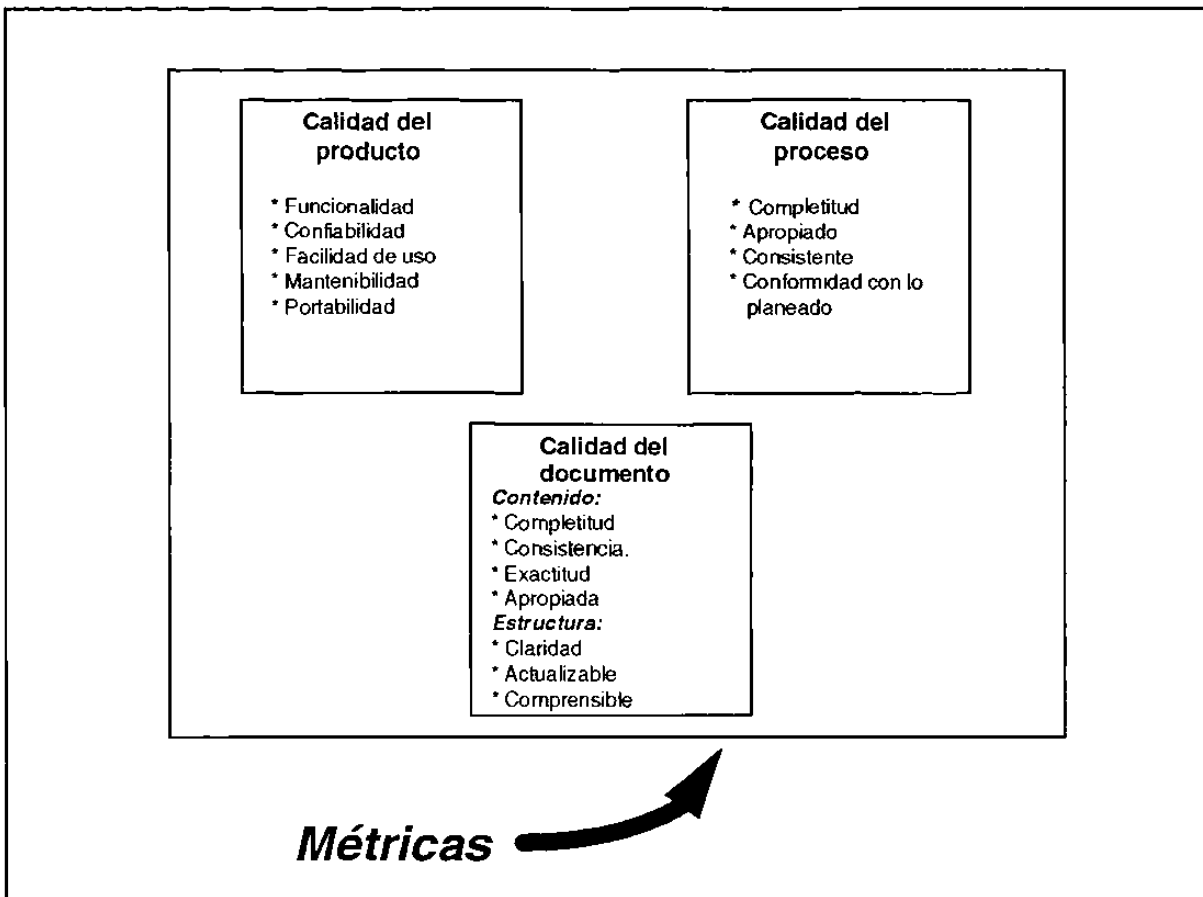 Calidad del
producto
* Funcionalidad
* Confiabilidad
* Facilidad de uso
* Mantenibilidad
* Portabilidad
Calidad del
proceso
* Completitud
* Apropiado
* Consistente
* Conformidad con lo
planeado
Calidad del
documento
Contenido:
* Completitud
* Consistencia.
* Exactitud
* Apropiada
Estructura:
* Claridad
* Actualizable
* Comprensible
Métricas